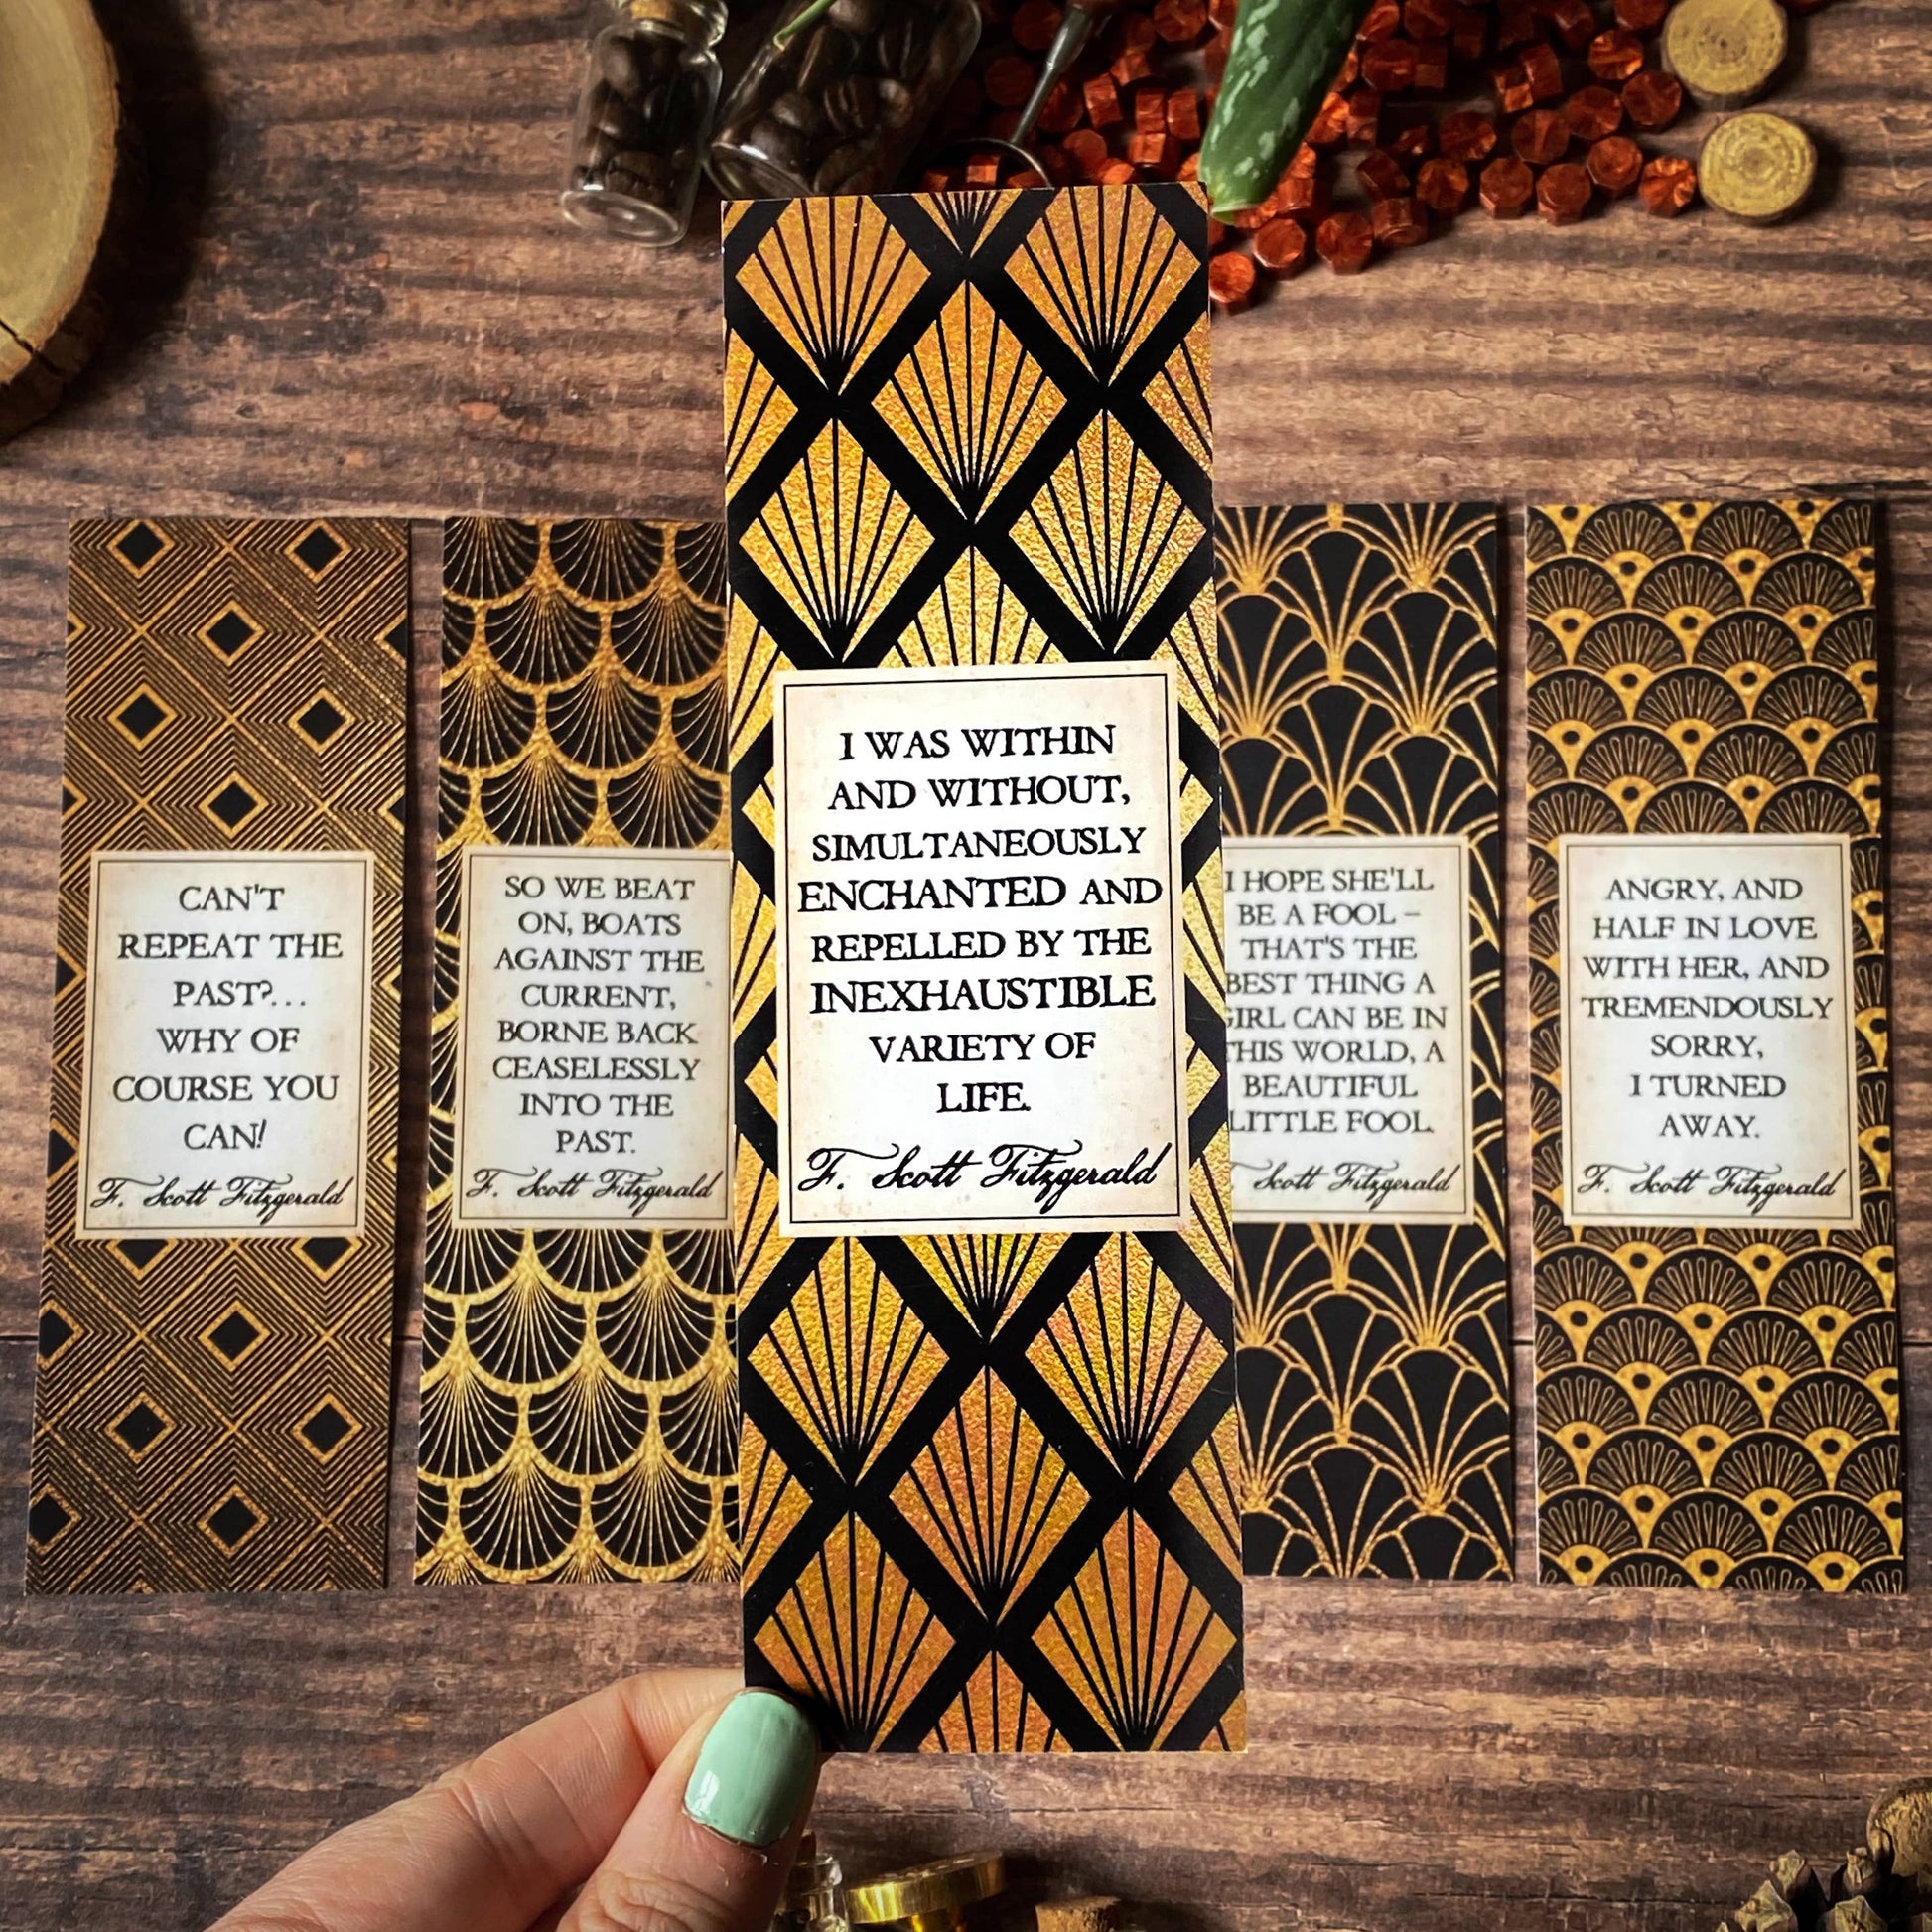 CAN'T
REPEAT THE
PAST?...
WHY OF
COURSE YOU
CAN!
F. Scott Fitzgerald
SO WE BEAT
ON, BOATS
AGAINST THE
CURRENT,
BORNE BACK
CEASELESSLY
INTO THE
PAST.
F. Scott Fitzgerald
I WAS WITHIN
AND WITHOUT,
SIMULTANEOUSLY
ENCHANTED AND
REPELLED BY THE
INEXHAUSTIBLE
VARIETY OF
LIFE.
F. Scott Fitzgerald
I HOPE SHE'LL
BE A FOOL –
THAT'S THE
BEST THING A
GIRL CAN BE IN
THIS WORLD, A
BEAUTIFUL
LITTLE FOOL.
Scott Fitzgerald
ANGRY, AND
HALF IN LOVE
WITH HER, AND
TREMENDOUSLY
SORRY,
I TURNED
AWAY.
F. Scott Fitzgerald